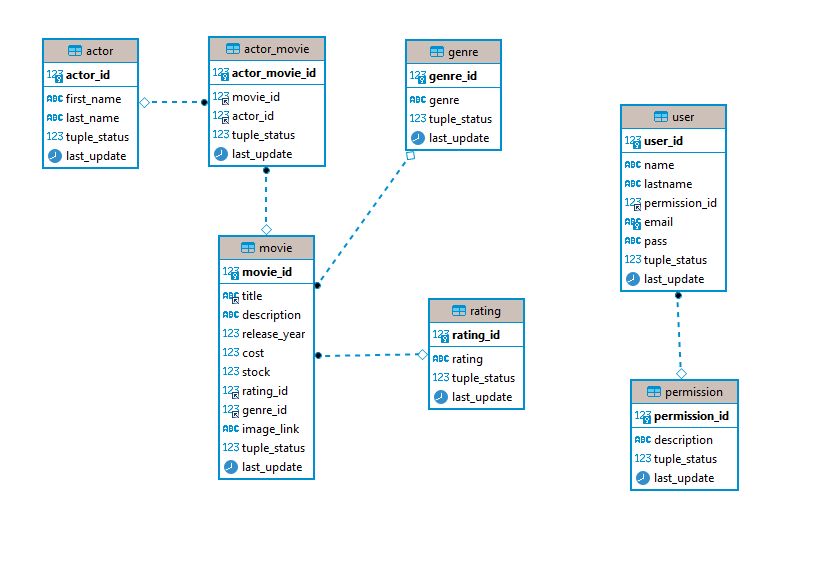 actor
123 actor_id
ABC first_name
ABC last_name
123 tuple_status
last_update
actor_movie
123 actor_movie_id
123 movie_id
123 actor_id
123 tuple_status
last_update
genre
123 genre_id
ABC genre
123 tuple_status
last_update
user
123 user_id
ABC name
ABC lastname
123 permission_id
ABC email
ABC pass
123 tuple_status
last_update
movie
123 movie_id
ABC title
ABC description
123 release_year
123 cost
123 stock
123 rating_id
123 genre_id
ABC image_link
123 tuple_status
last_update
rating
123 rating_id
ABC rating
123 tuple_status
last_update
permission
123 permission_id
ABC description
123 tuple_status
last_update